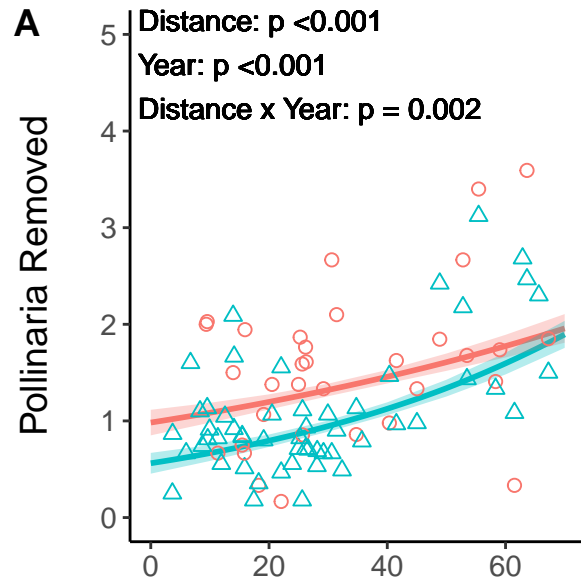 A
Distance: p <0.001
Year: p <0.001
Distance x Year: p = 0.002
Pollinaria Removed
5
4
3
2
1
0
0 20 40 60